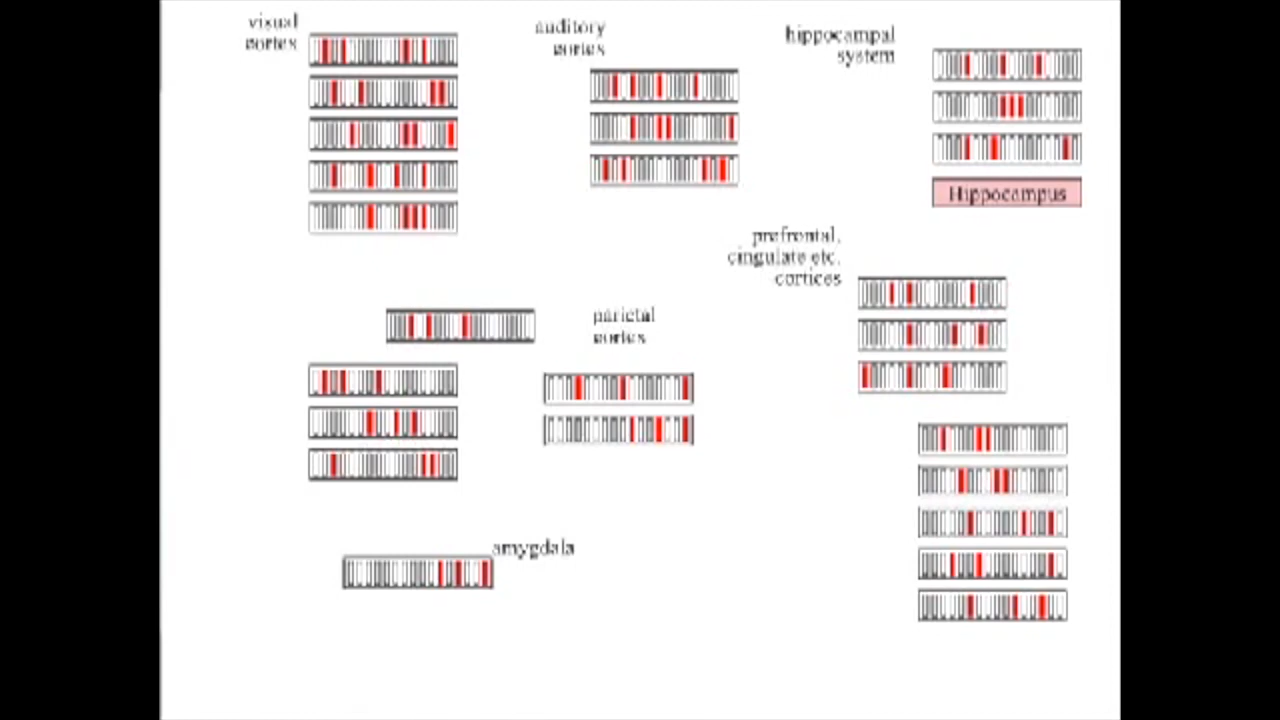 visual
cortex
auditory
cortex
hippocampal
system
Hippocampus
prefrontal,
cingulate etc.
cortices
parietal
cortex
amygdala